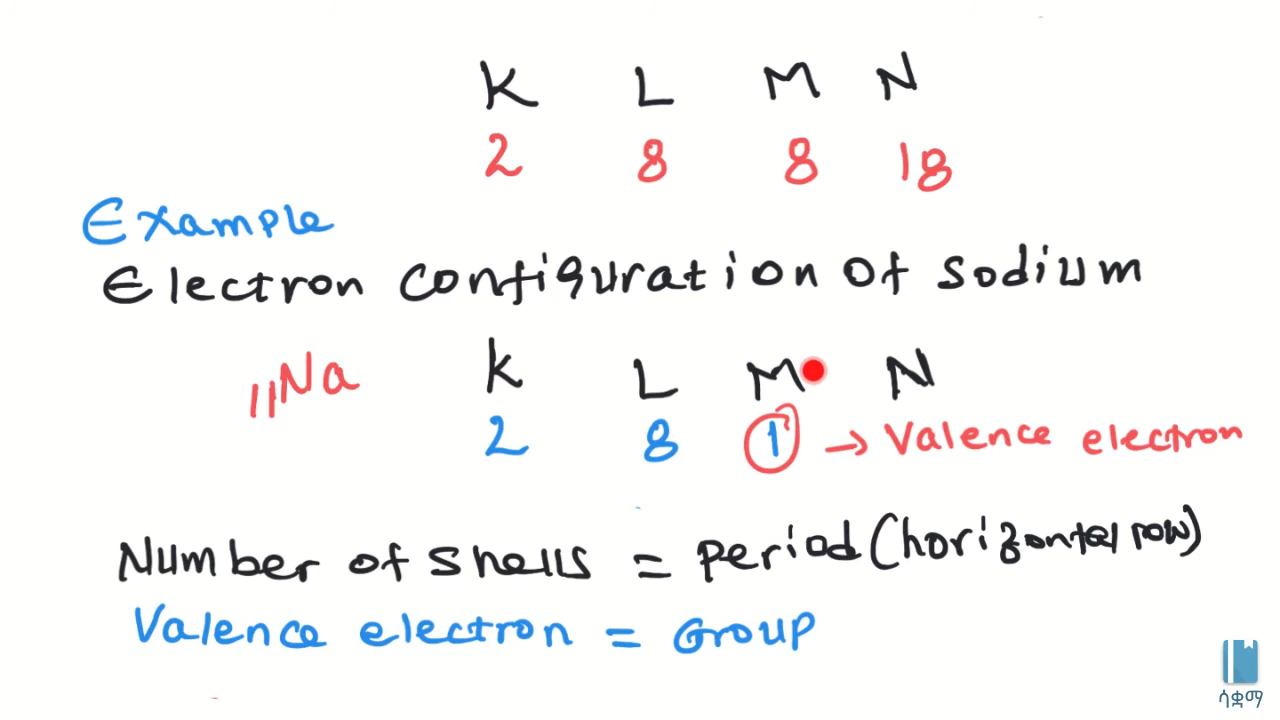 K L M N
2 8 8 18
Example
Electron configuration of sodium
₁₁Na K L M N
2 8 1 → Valence electron
Number of shells = period (horizontal row)
Valence electron = Group
ሳቋማ